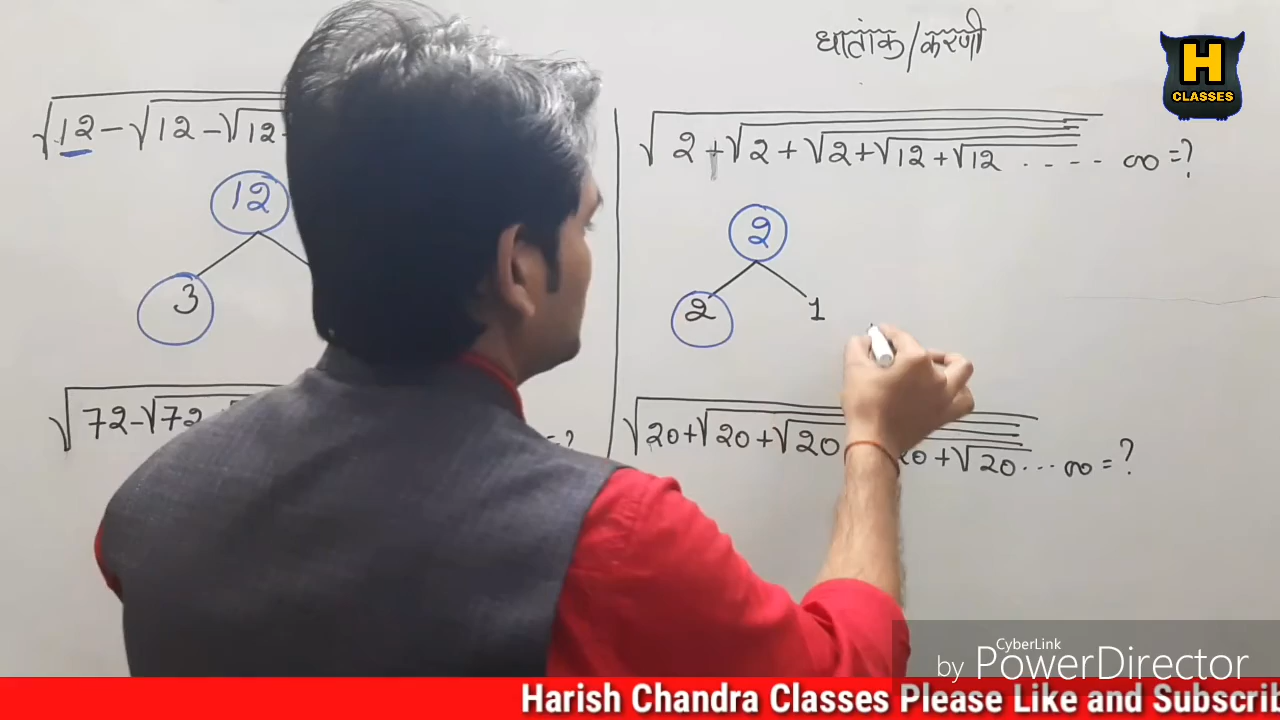 धातांक/करणी
H
CLASSES
√12-√12-√12-
√2+√2+√2+√12+√12 ---- ∞ =?
12
3
2
2 1
√72-√72- =?
√20+√20+√20 20+√20 ... ∞ =?
CyberLink
by PowerDirector
Harish Chandra Classes Please Like and Subscrib